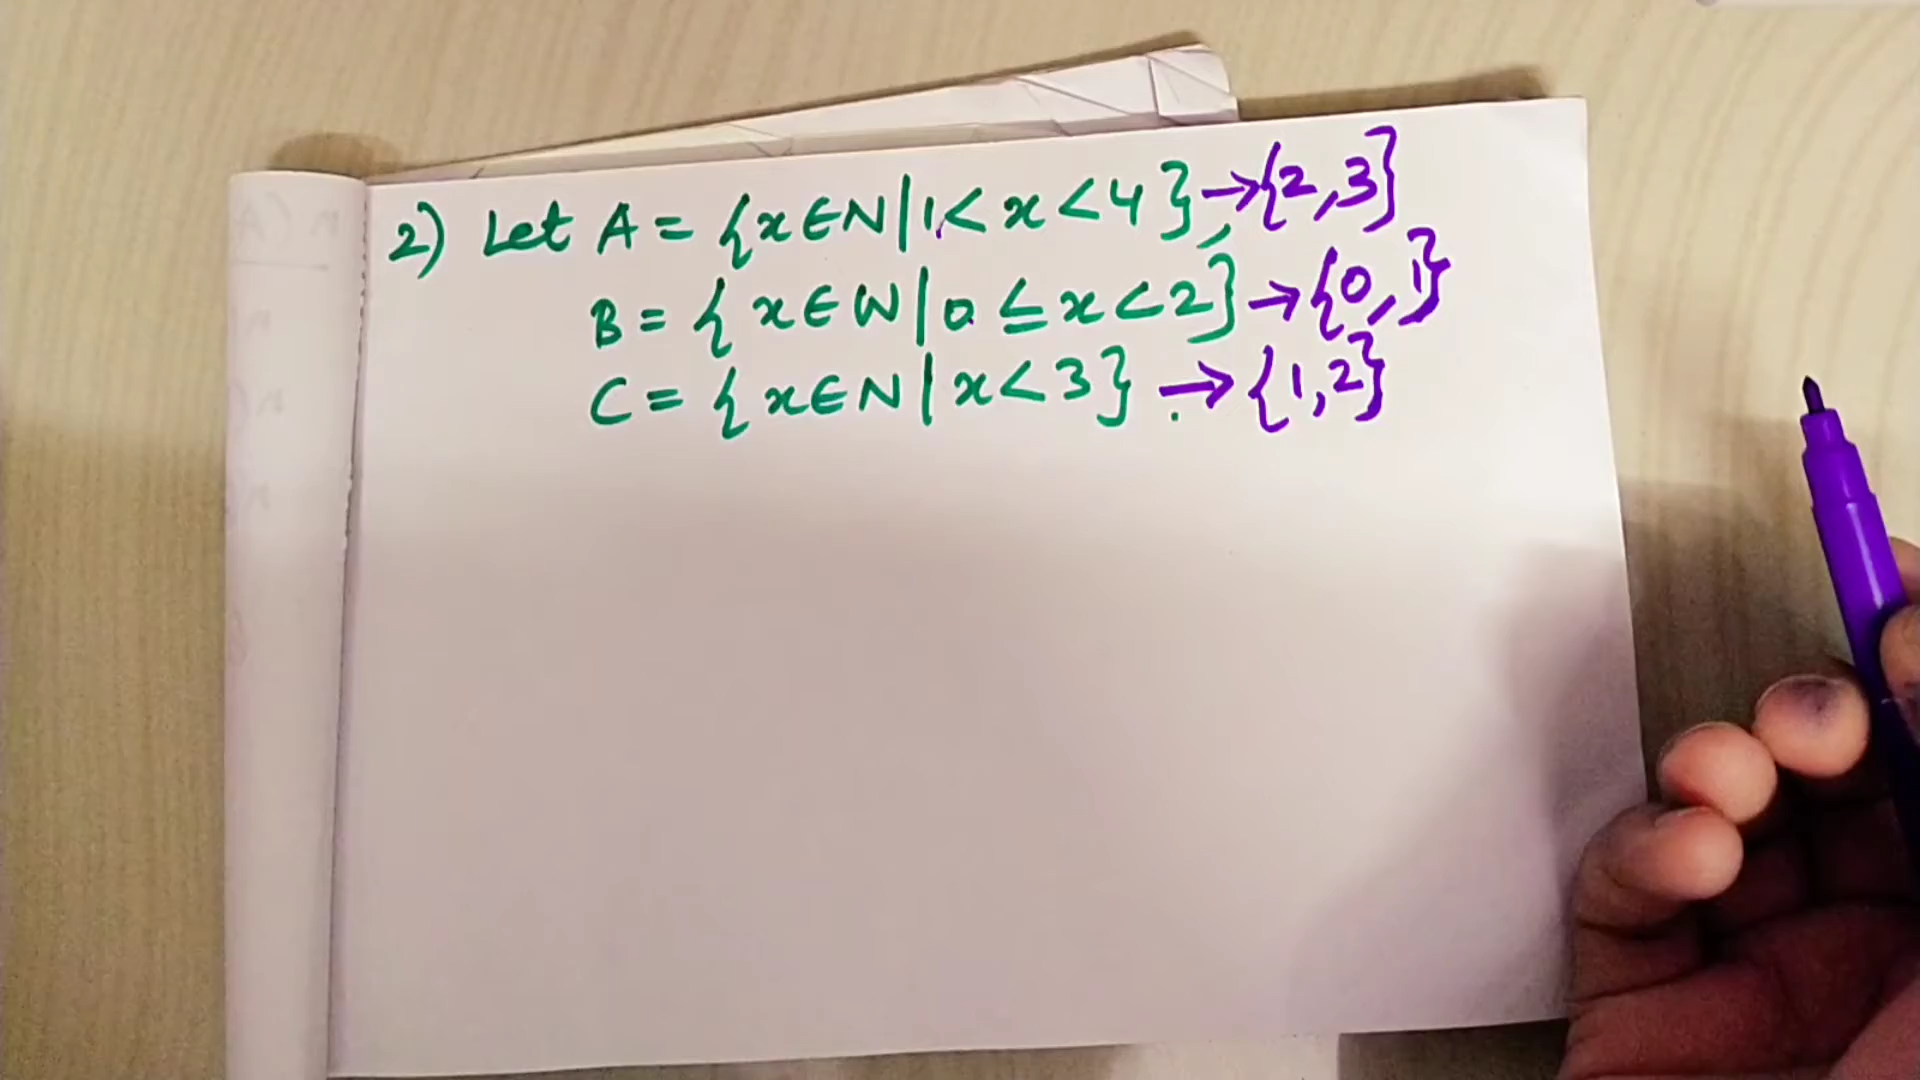 2) Let A = {x∈N | 1 < x < 4}, → {2,3}
B = {x∈W | 0 ≤ x < 2} → {0,1}
C = {x∈N | x < 3} → {1,2}